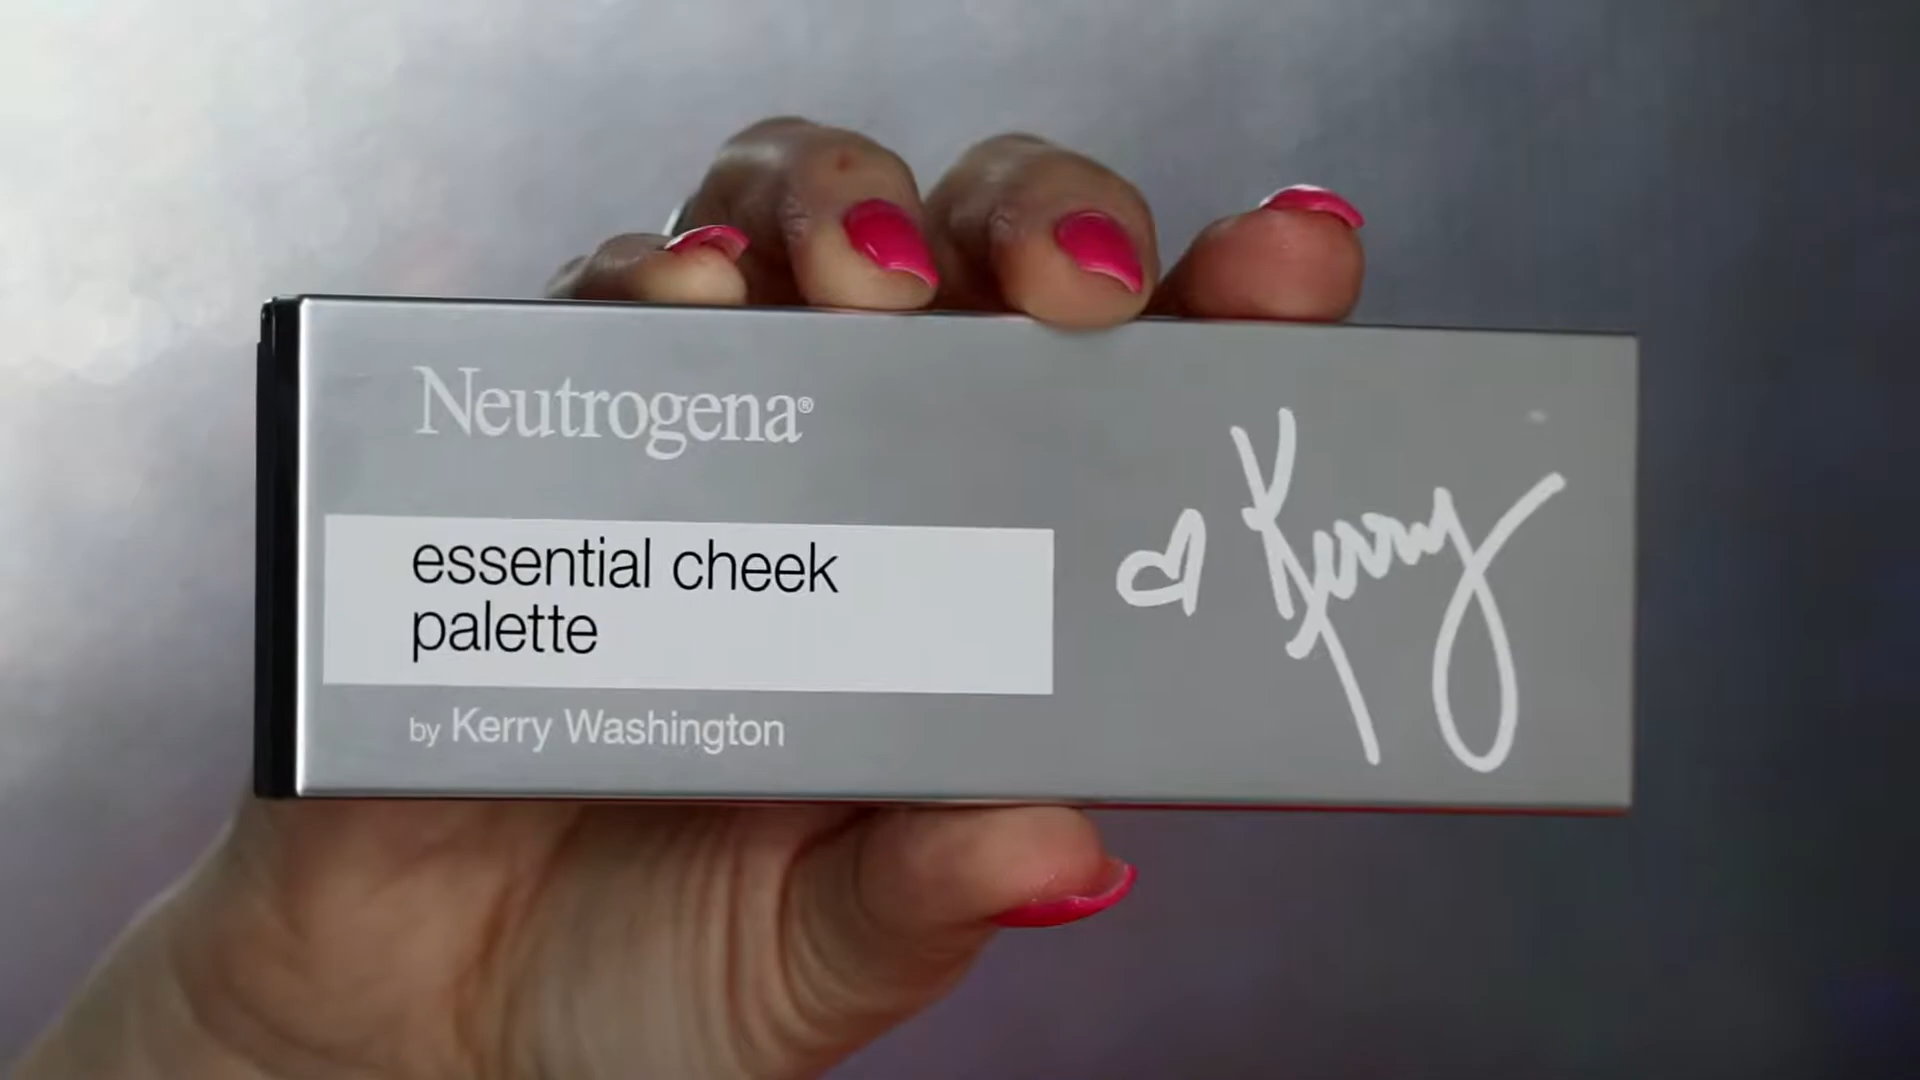 Neutrogena®
essential cheek
palette
by Kerry Washington
♡ Kerry